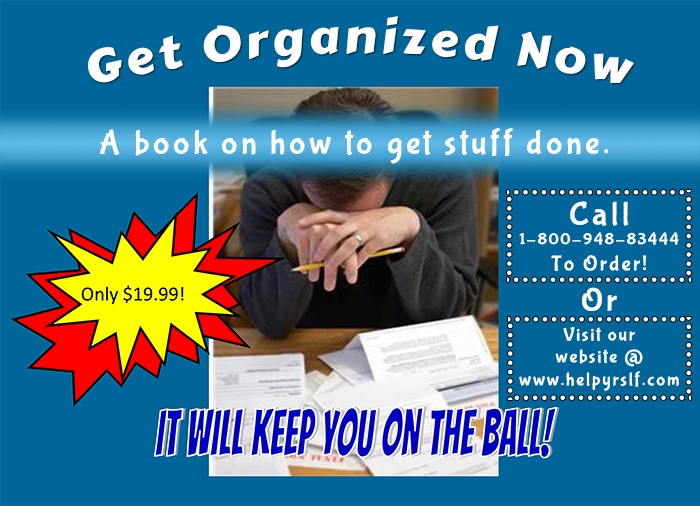 Get Organized Now
A book on how to get stuff done.
Only $19.99!
Call
1-800-948-83444
To Order!
Or
Visit our
website @
www.helpyrslf.com
IT WILL KEEP YOU ON THE BALL!